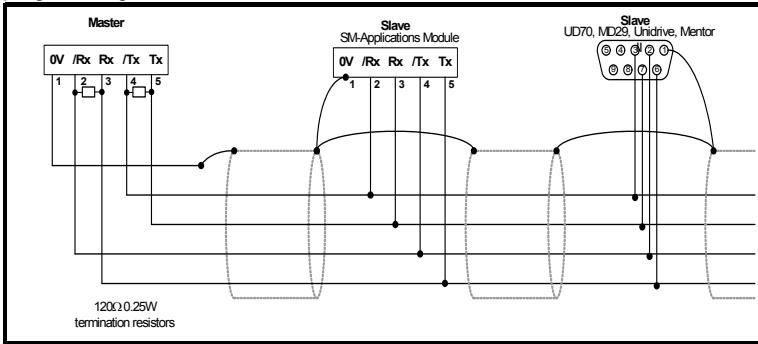 Master
0V /Rx Rx /Tx Tx
1 2 3 4 5
Slave
SM-Applications Module
0V /Rx Rx /Tx Tx
1 2 3 4 5
Slave
UD70, MD29, Unidrive, Mentor
5 4 3 2 1
9 8 7 6
120Ω 0.25W
termination resistors